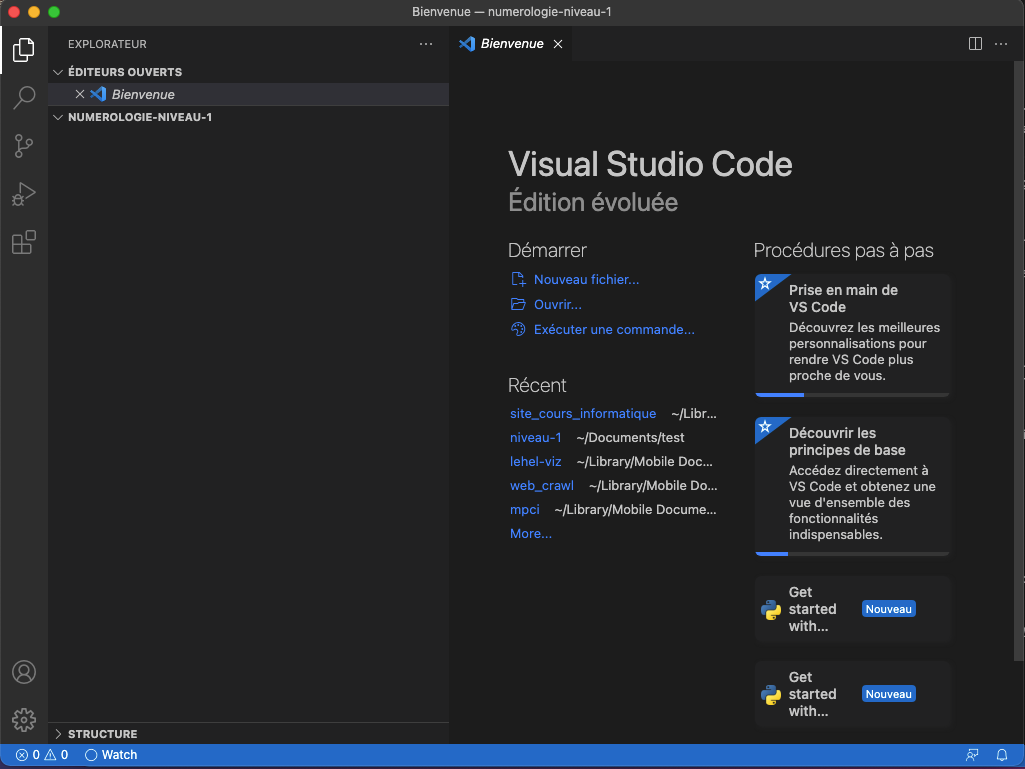 Bienvenue — numerologie-niveau-1
EXPLORATEUR
ÉDITEURS OUVERTS
Bienvenue
NUMEROLOGIE-NIVEAU-1
STRUCTURE
Bienvenue
Visual Studio Code
Édition évoluée
Démarrer
Nouveau fichier...
Ouvrir...
Exécuter une commande...
Récent
site_cours_informatique ~/Libr...
niveau-1 ~/Documents/test
lehel-viz ~/Library/Mobile Doc...
web_crawl ~/Library/Mobile Do...
mpci ~/Library/Mobile Docume...
More...
Procédures pas à pas
Prise en main de
VS Code
Découvrez les meilleures
personnalisations pour
rendre VS Code plus
proche de vous.
Découvrir les
principes de base
Accédez directement à
VS Code et obtenez une
vue d'ensemble des
fonctionnalités
indispensables.
Get
started
with...
Nouveau
Get
started
with...
Nouveau
0 0 Watch